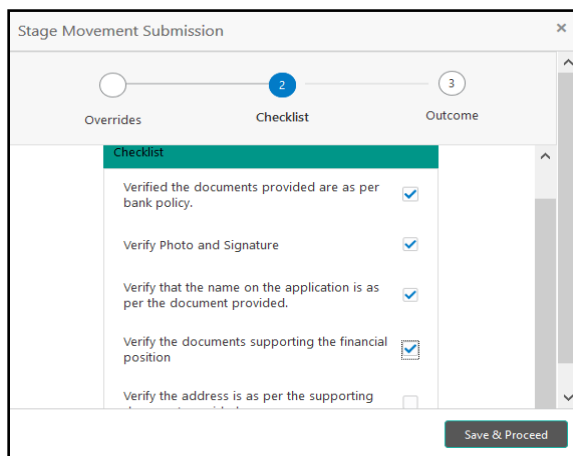 Stage Movement Submission ×
2 3
Overrides Checklist Outcome
Checklist
Verified the documents provided are as per
bank policy.
Verify Photo and Signature
Verify that the name on the application is as
per the document provided.
Verify the documents supporting the financial
position
Verify the address is as per the supporting
Save & Proceed